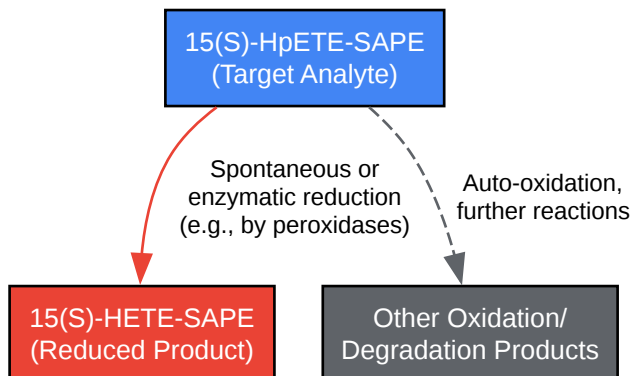 15(S)-HpETE-SAPE
(Target Analyte)
Spontaneous or
enzymatic reduction
(e.g., by peroxidases)
Auto-oxidation,
further reactions
15(S)-HETE-SAPE
(Reduced Product)
Other Oxidation/
Degradation Products